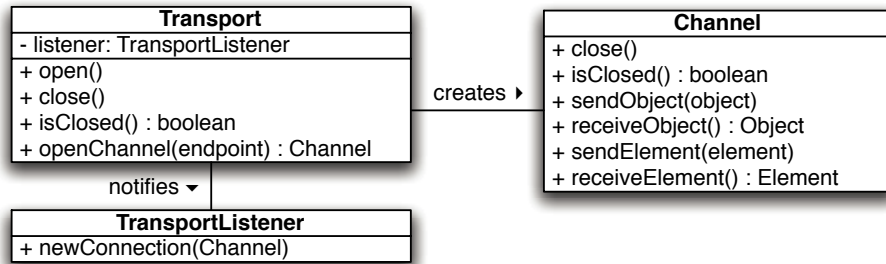 Transport
- listener: TransportListener
+ open()
+ close()
+ isClosed() : boolean
+ openChannel(endpoint) : Channel
creates ▸
Channel
+ close()
+ isClosed() : boolean
+ sendObject(object)
+ receiveObject() : Object
+ sendElement(element)
+ receiveElement() : Element
notifies ▾
TransportListener
+ newConnection(Channel)